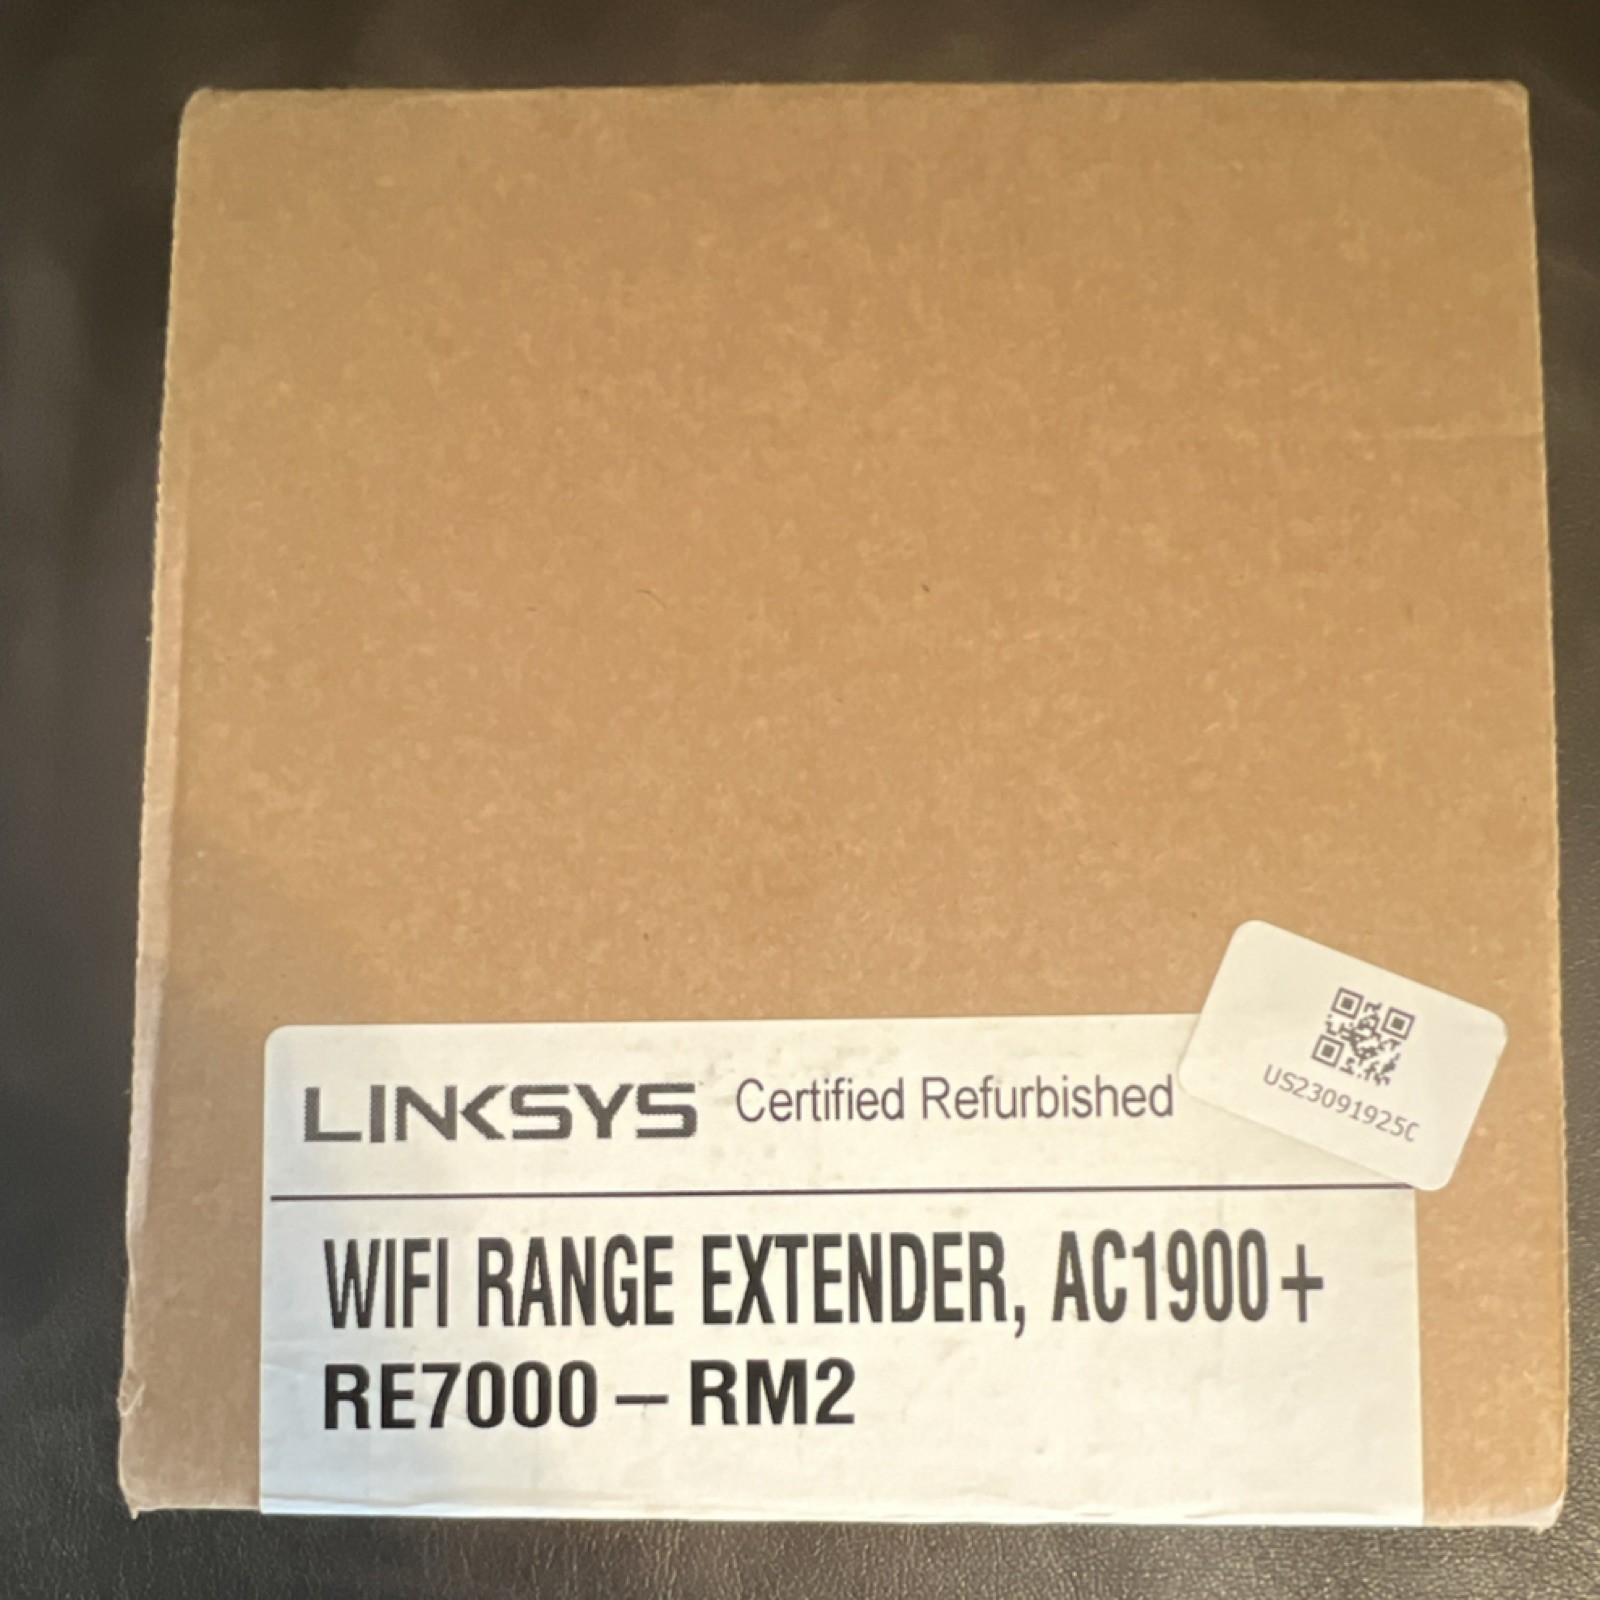 LINKSYS Certified Refurbished
US23091925C
WIFI RANGE EXTENDER, AC1900+
RE7000 – RM2